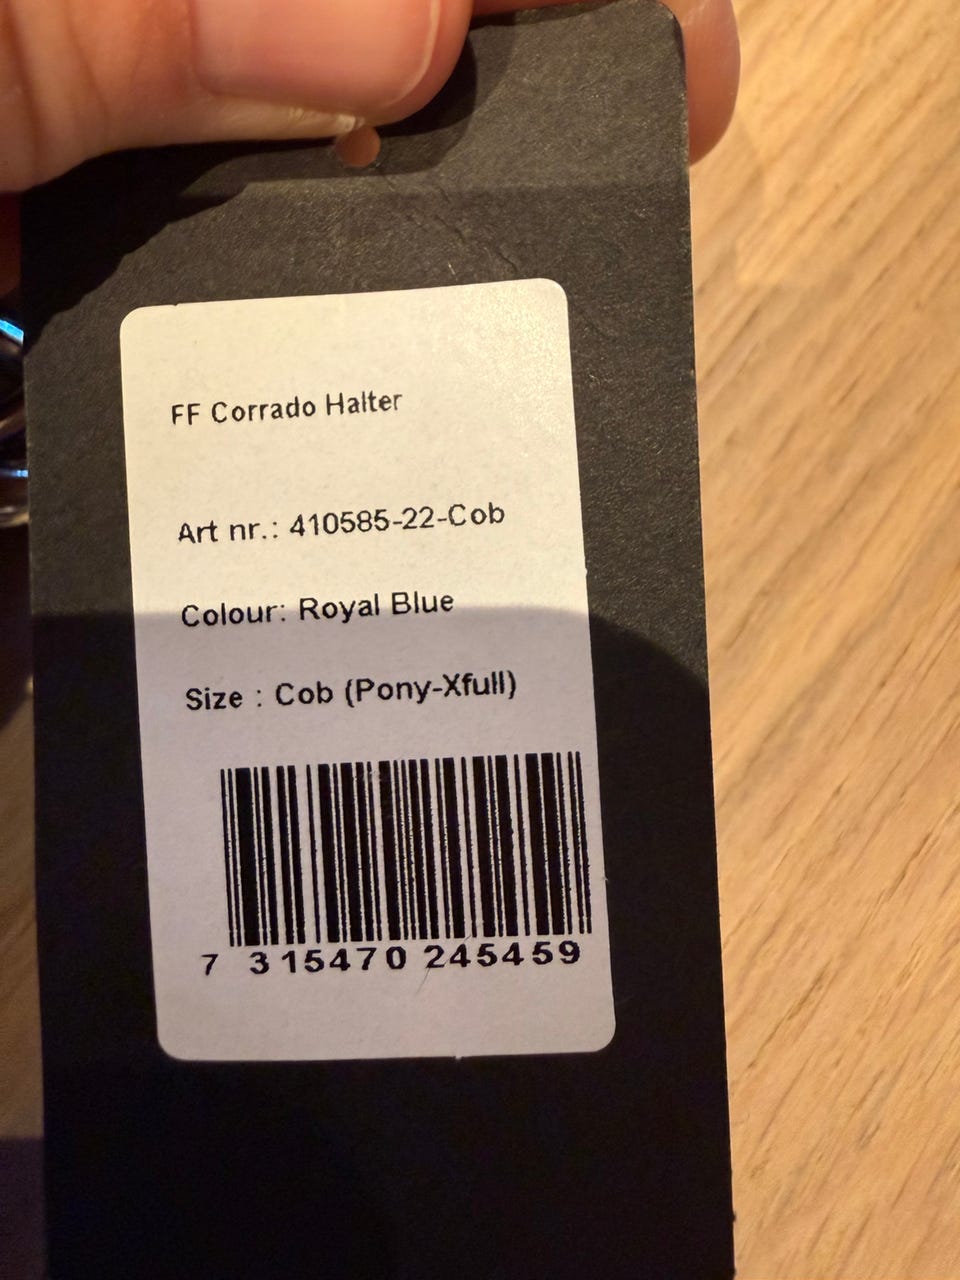 FF Corrado Halter
Art nr.: 410585-22-Cob
Colour: Royal Blue
Size : Cob (Pony-Xfull)
7 315470 245459